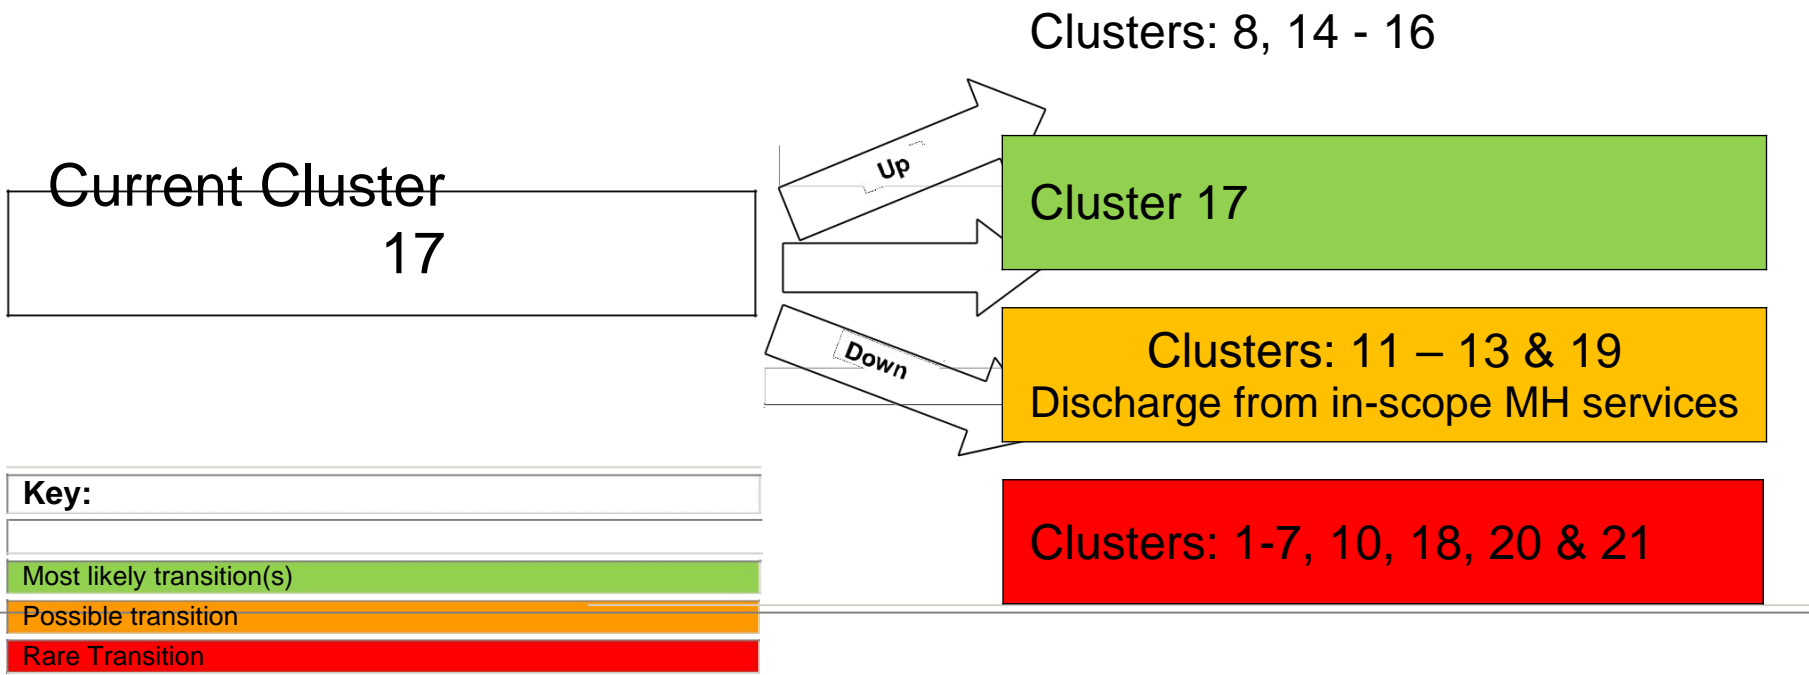 Clusters: 8, 14 - 16
Current Cluster
17
Up
Cluster 17
Down
Clusters: 11 – 13 & 19
Discharge from in-scope MH services
Clusters: 1-7, 10, 18, 20 & 21
Key:
Most likely transition(s)
Possible transition
Rare Transition